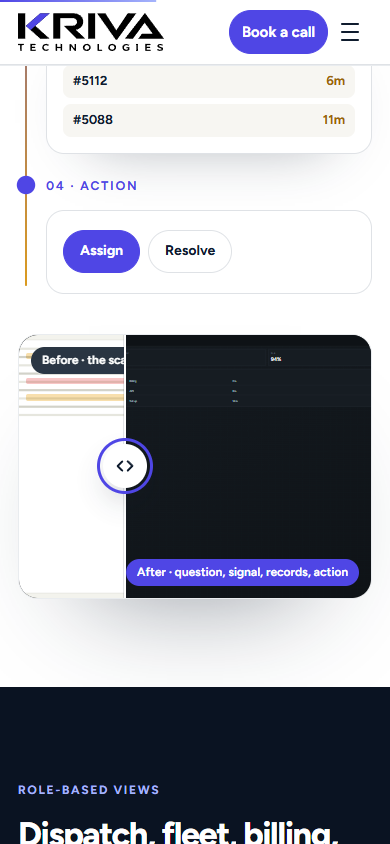 KRIVA
TECHNOLOGIES
Book a call
#5112 6m
#5088 11m
04 · ACTION
Assign Resolve
Before · the sca
94%
After · question, signal, records, action
ROLE-BASED VIEWS
Dispatch, fleet, billing,